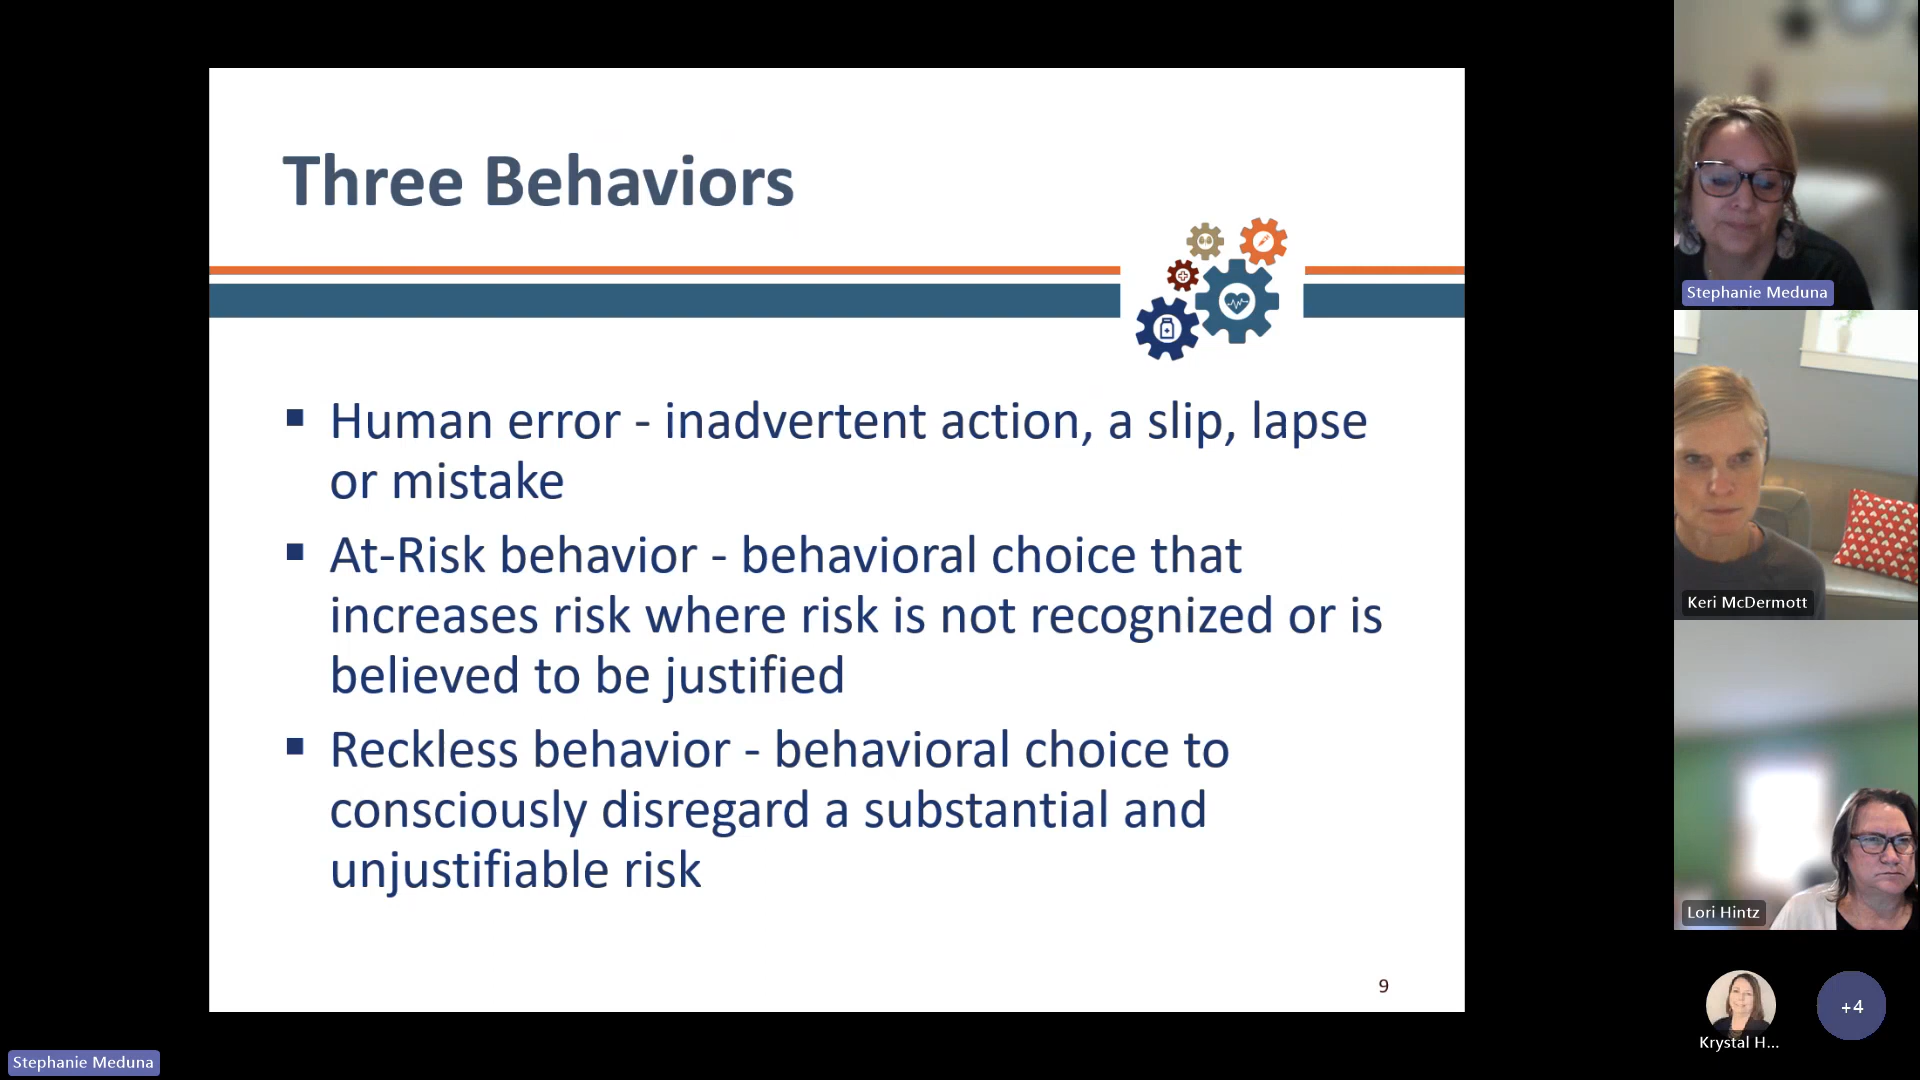 Three Behaviors
▪ Human error - inadvertent action, a slip, lapse
or mistake
▪ At-Risk behavior - behavioral choice that
increases risk where risk is not recognized or is
believed to be justified
▪ Reckless behavior - behavioral choice to
consciously disregard a substantial and
unjustifiable risk
9
Stephanie Meduna
Keri McDermott
Lori Hintz
Krystal H...
+4
Stephanie Meduna